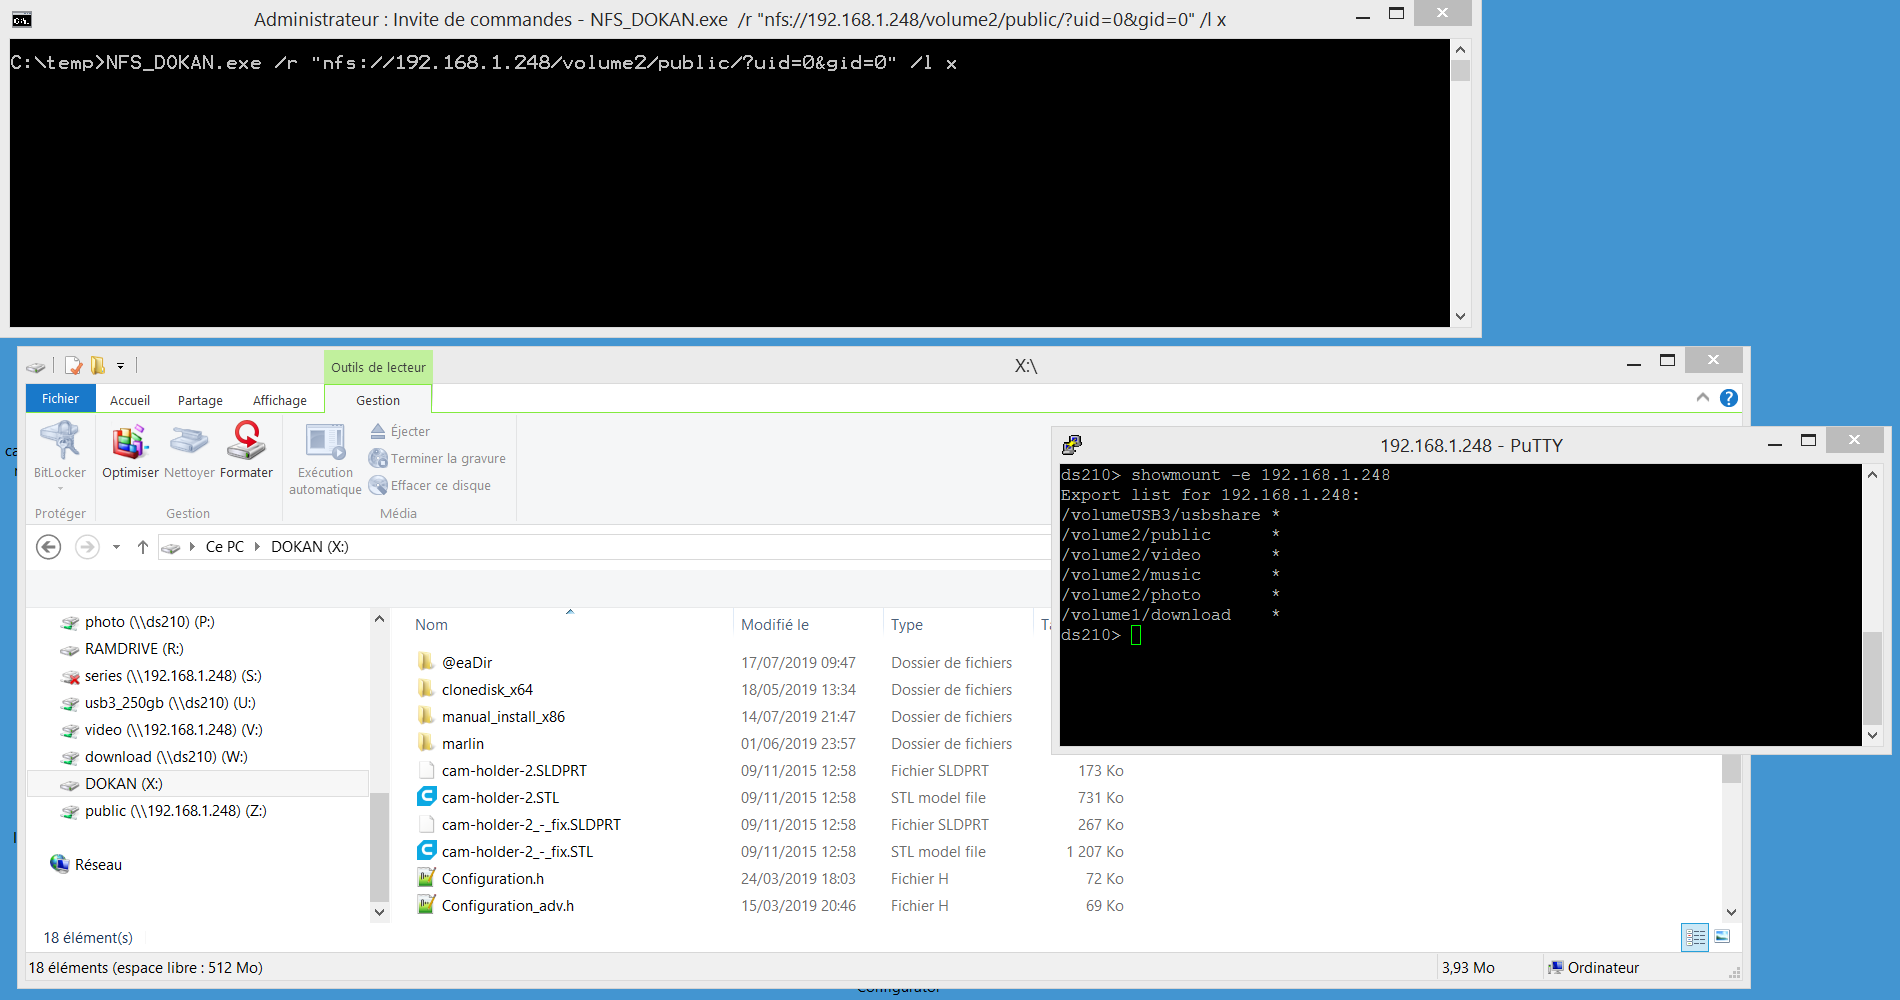 Administrateur : Invite de commandes - NFS_DOKAN.exe /r "nfs://192.168.1.248/volume2/public/?uid=0&gid=0" /l x
C:\temp>NFS_DOKAN.exe /r "nfs://192.168.1.248/volume2/public/?uid=0&gid=0" /l x
Outils de lecteur
X:\
Fichier Accueil Partage Affichage Gestion
BitLocker
Optimiser Nettoyer Formater
Exécution automatique
Éjecter
Terminer la gravure
Effacer ce disque
Protéger Gestion Média
Ce PC DOKAN (X:)
photo (\\ds210) (P:)
RAMDRIVE (R:)
series (\\192.168.1.248) (S:)
usb3_250gb (\\ds210) (U:)
video (\\192.168.1.248) (V:)
download (\\ds210) (W:)
DOKAN (X:)
public (\\192.168.1.248) (Z:)
Réseau
Nom Modifié le Type
@eaDir 17/07/2019 09:47 Dossier de fichiers
clonedisk_x64 18/05/2019 13:34 Dossier de fichiers
manual_install_x86 14/07/2019 21:47 Dossier de fichiers
marlin 01/06/2019 23:57 Dossier de fichiers
cam-holder-2.SLDPRT 09/11/2015 12:58 Fichier SLDPRT 173 Ko
cam-holder-2.STL 09/11/2015 12:58 STL model file 731 Ko
cam-holder-2_-_fix.SLDPRT 09/11/2015 12:58 Fichier SLDPRT 267 Ko
cam-holder-2_-_fix.STL 09/11/2015 12:58 STL model file 1 207 Ko
Configuration.h 24/03/2019 18:03 Fichier H 72 Ko
Configuration_adv.h 15/03/2019 20:46 Fichier H 69 Ko
18 élément(s)
18 éléments (espace libre : 512 Mo) 3,93 Mo Ordinateur
192.168.1.248 - PuTTY
ds210> showmount -e 192.168.1.248
Export list for 192.168.1.248:
/volumeUSB3/usbshare *
/volume2/public *
/volume2/video *
/volume2/music *
/volume2/photo *
/volume1/download *
ds210>